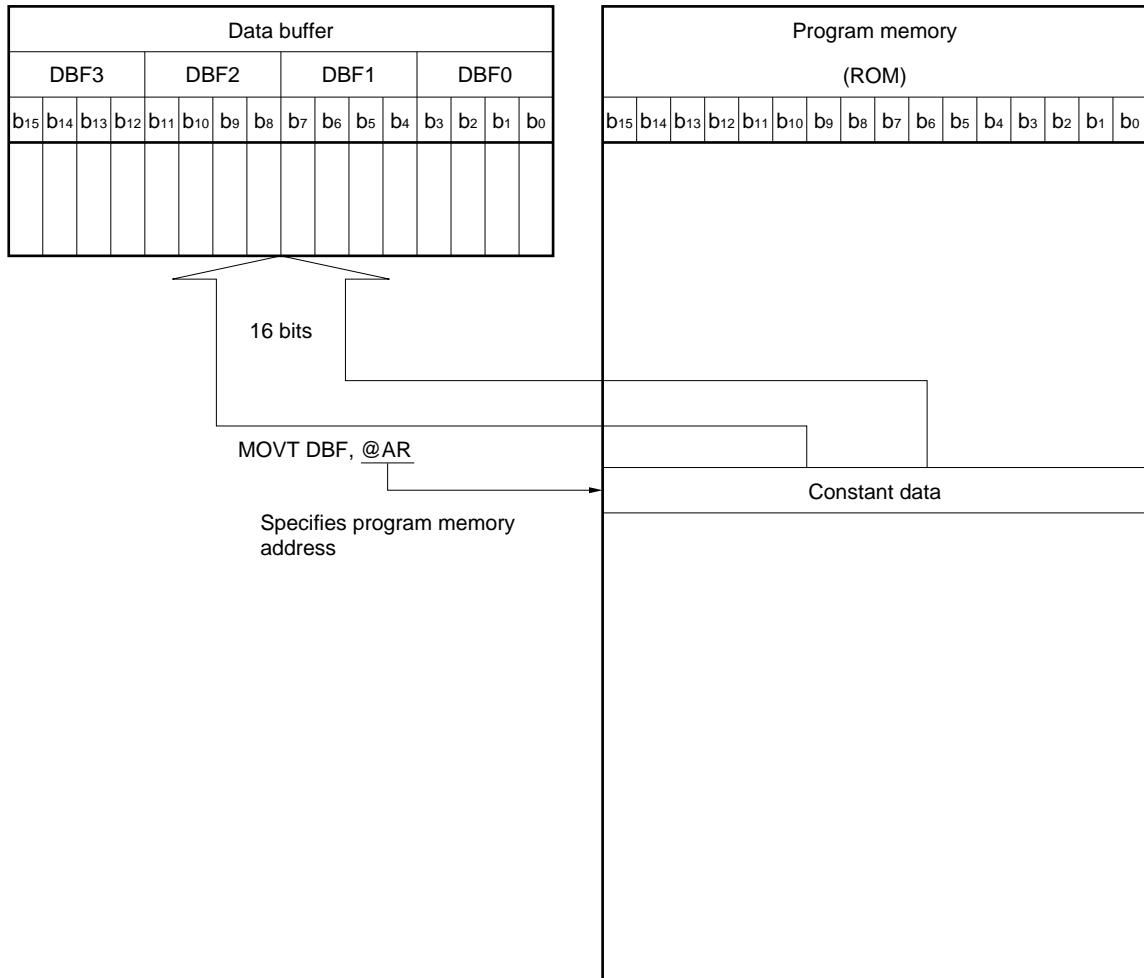 Data buffer
DBF3 DBF2 DBF1 DBF0
b15 b14 b13 b12 b11 b10 b9 b8 b7 b6 b5 b4 b3 b2 b1 b0
Program memory
(ROM)
b15 b14 b13 b12 b11 b10 b9 b8 b7 b6 b5 b4 b3 b2 b1 b0
16 bits
MOVT DBF, @AR
Specifies program memory
address
Constant data